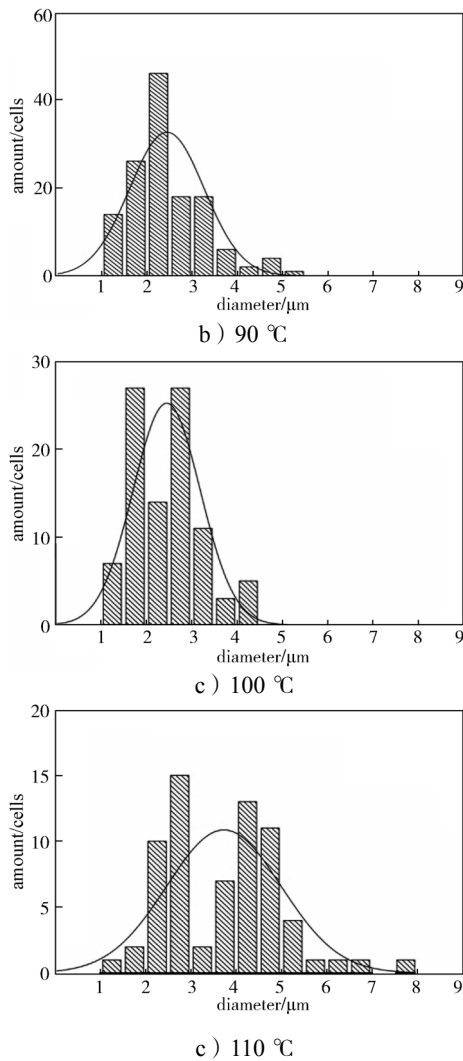 60
40
20
0
amount/cells
1 2 3 4 5 6 7 8 9
diameter/μm
b) 90 ℃
30
20
10
0
amount/cells
1 2 3 4 5 6 7 8 9
diameter/μm
c) 100 ℃
20
15
10
5
0
amount/cells
1 2 3 4 5 6 7 8 9
diameter/μm
c) 110 ℃